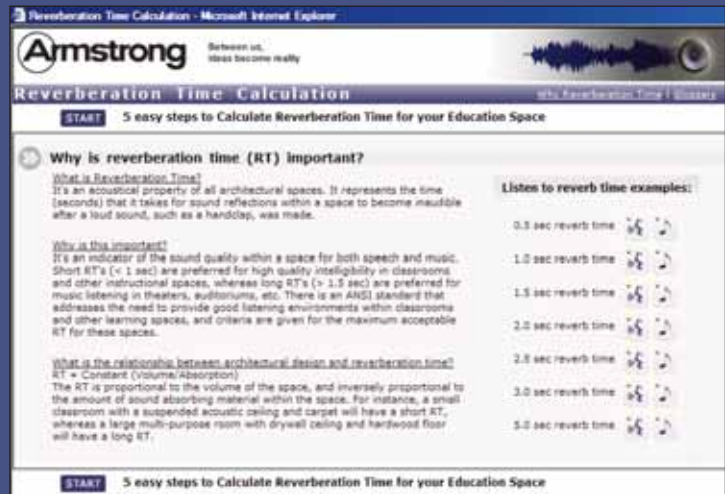 Reverberation Time Calculation - Microsoft Internet Explorer
Armstrong
Between us,
ideas become reality
Reverberation Time Calculation
Why Reverberation Time | Glossary
START 5 easy steps to Calculate Reverberation Time for your Education Space
Why is reverberation time (RT) important?
What is Reverberation Time?
It's an acoustical property of all architectural spaces. It represents the time
(seconds) that it takes for sound reflections within a space to become inaudible
after a loud sound, such as a handclap, was made.
Why is this important?
It's an indicator of the sound quality within a space for both speech and music.
Short RT's (< 1 sec) are preferred for high quality intelligibility in classrooms
and other instructional spaces, whereas long RT's (> 1.5 sec) are preferred for
music listening in theaters, auditoriums, etc. There is an ANSI standard that
addresses the need to provide good listening environments within classrooms
and other learning spaces, and criteria are given for the maximum acceptable
RT for these spaces.
What is the relationship between architectural design and reverberation time?
RT = Constant (Volume/Absorption)
The RT is proportional to the volume of the space, and inversely proportional to
the amount of sound absorbing material within the space. For instance, a small
classroom with a suspended acoustic ceiling and carpet will have a short RT,
whereas a large multi-purpose room with drywall ceiling and hardwood floor
will have a long RT.
Listen to reverb time examples:
0.5 sec reverb time
1.0 sec reverb time
1.5 sec reverb time
2.0 sec reverb time
2.5 sec reverb time
3.0 sec reverb time
5.0 sec reverb time
START 5 easy steps to Calculate Reverberation Time for your Education Space